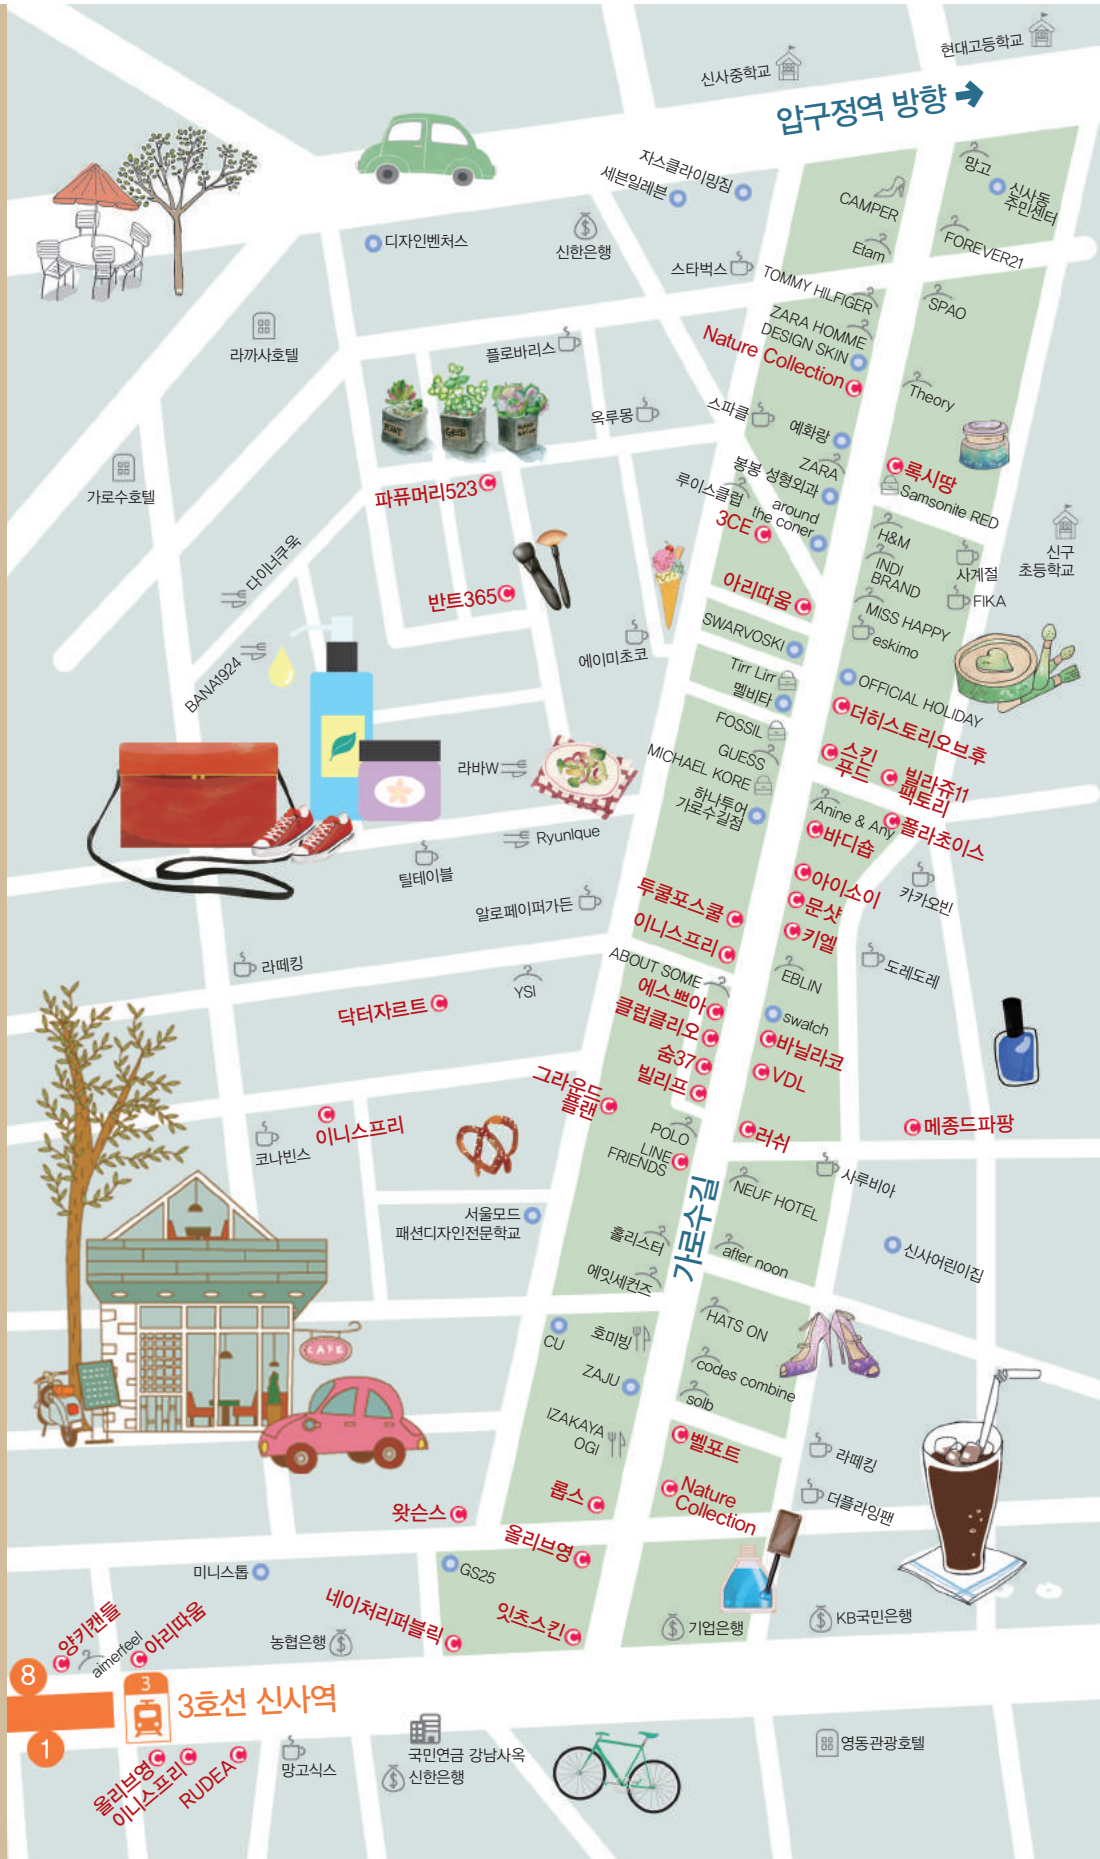 현대고등학교
신사중학교
압구정역 방향
자스클라이밍짐
세븐일레븐
망고
신사동
주민센터
CAMPER
디자인벤처스
신한은행
Etam
FOREVER21
스타벅스
TOMMY HILFIGER
SPAO
ZARA HOMME
DESIGN SKIN
Nature Collection
라까사호텔
플로바리스
Theory
스파클
옥루몽
예화랑
PLANT
GREEN
ZARA
봉봉 성형외과
록시땅
Samsonite RED
가로수호텔
파퓨머리523
루이스클럽
around
the coner
3CE
H&M
INDI
BRAND
사계절
신구
초등학교
다이너쿠욱
반트365
아리따움
FIKA
MISS HAPPY
SWARVOSKI
eskimo
에이미초코
BANA1924
Tirr Lirr
멜비타
OFFICIAL HOLIDAY
더히스토리오브후
FOSSIL
GUESS
MICHAEL KORE
스킨
푸드
빌라쥬11
팩토리
라바W
하나투어
가로수길점
Anine & Any
폴라초이스
바디숍
Ryunique
틸테이블
아이소이
카카오빈
투쿨포스쿨
문샷
알로페이퍼가든
이니스프리
키엘
ABOUT SOME
도레도레
라떼킹
YSI
EBLIN
에스쁘아
닥터자르트
클럽클리오
swatch
바닐라코
숨37
빌리프
VDL
그라운드
플랜
이니스프리
POLO
러쉬
메종드파팡
코나빈스
LINE
FRIENDS
사루비아
NEUF HOTEL
가로수길
서울모드
패션디자인전문학교
홀리스터
after noon
신사어린이집
에잇세컨즈
HATS ON
CU
호미빙
CAFE
codes combine
ZAJU
solb
IZAKAYA
OGI
벨포트
라떼킹
롭스
Nature
Collection
더플라잉팬
왓슨스
올리브영
미니스톱
GS25
네이처리퍼블릭
잇츠스킨
기업은행
KB국민은행
양키캔들
aimerfeel
아리따움
농협은행
8
3
3호선 신사역
1
올리브영
이니스프리
RUDEA
망고식스
국민연금 강남사옥
신한은행
영동관광호텔